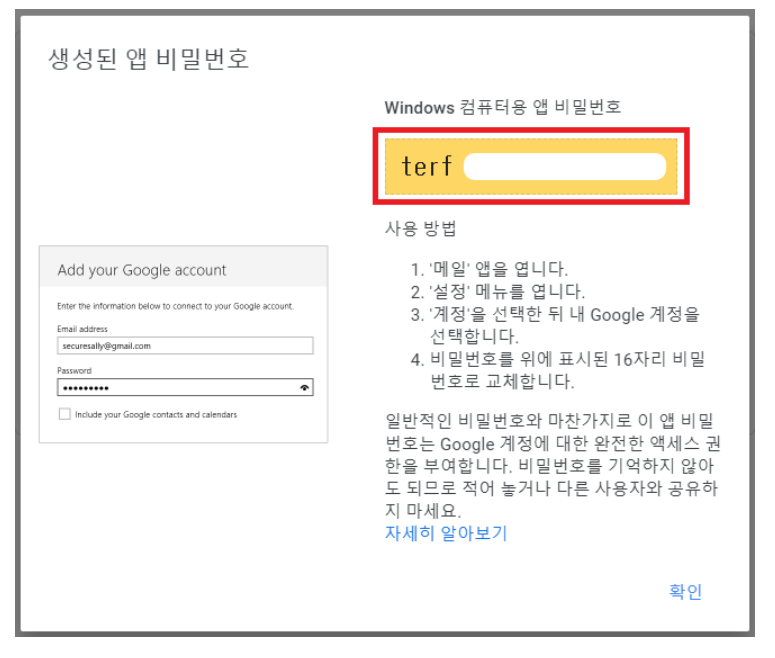 생성된 앱 비밀번호
Windows 컴퓨터용 앱 비밀번호
terf
사용 방법
1. '메일' 앱을 엽니다.
2. '설정' 메뉴를 엽니다.
3. '계정'을 선택한 뒤 내 Google 계정을
선택합니다.
4. 비밀번호를 위에 표시된 16자리 비밀
번호로 교체합니다.
일반적인 비밀번호와 마찬가지로 이 앱 비밀
번호는 Google 계정에 대한 완전한 액세스 권
한을 부여합니다. 비밀번호를 기억하지 않아
도 되므로 적어 놓거나 다른 사용자와 공유하
지 마세요.
자세히 알아보기
Add your Google account
Enter the information below to connect to your Google account.
Email address
securesally@gmail.com
Password
•••••••••
Include your Google contacts and calendars
확인